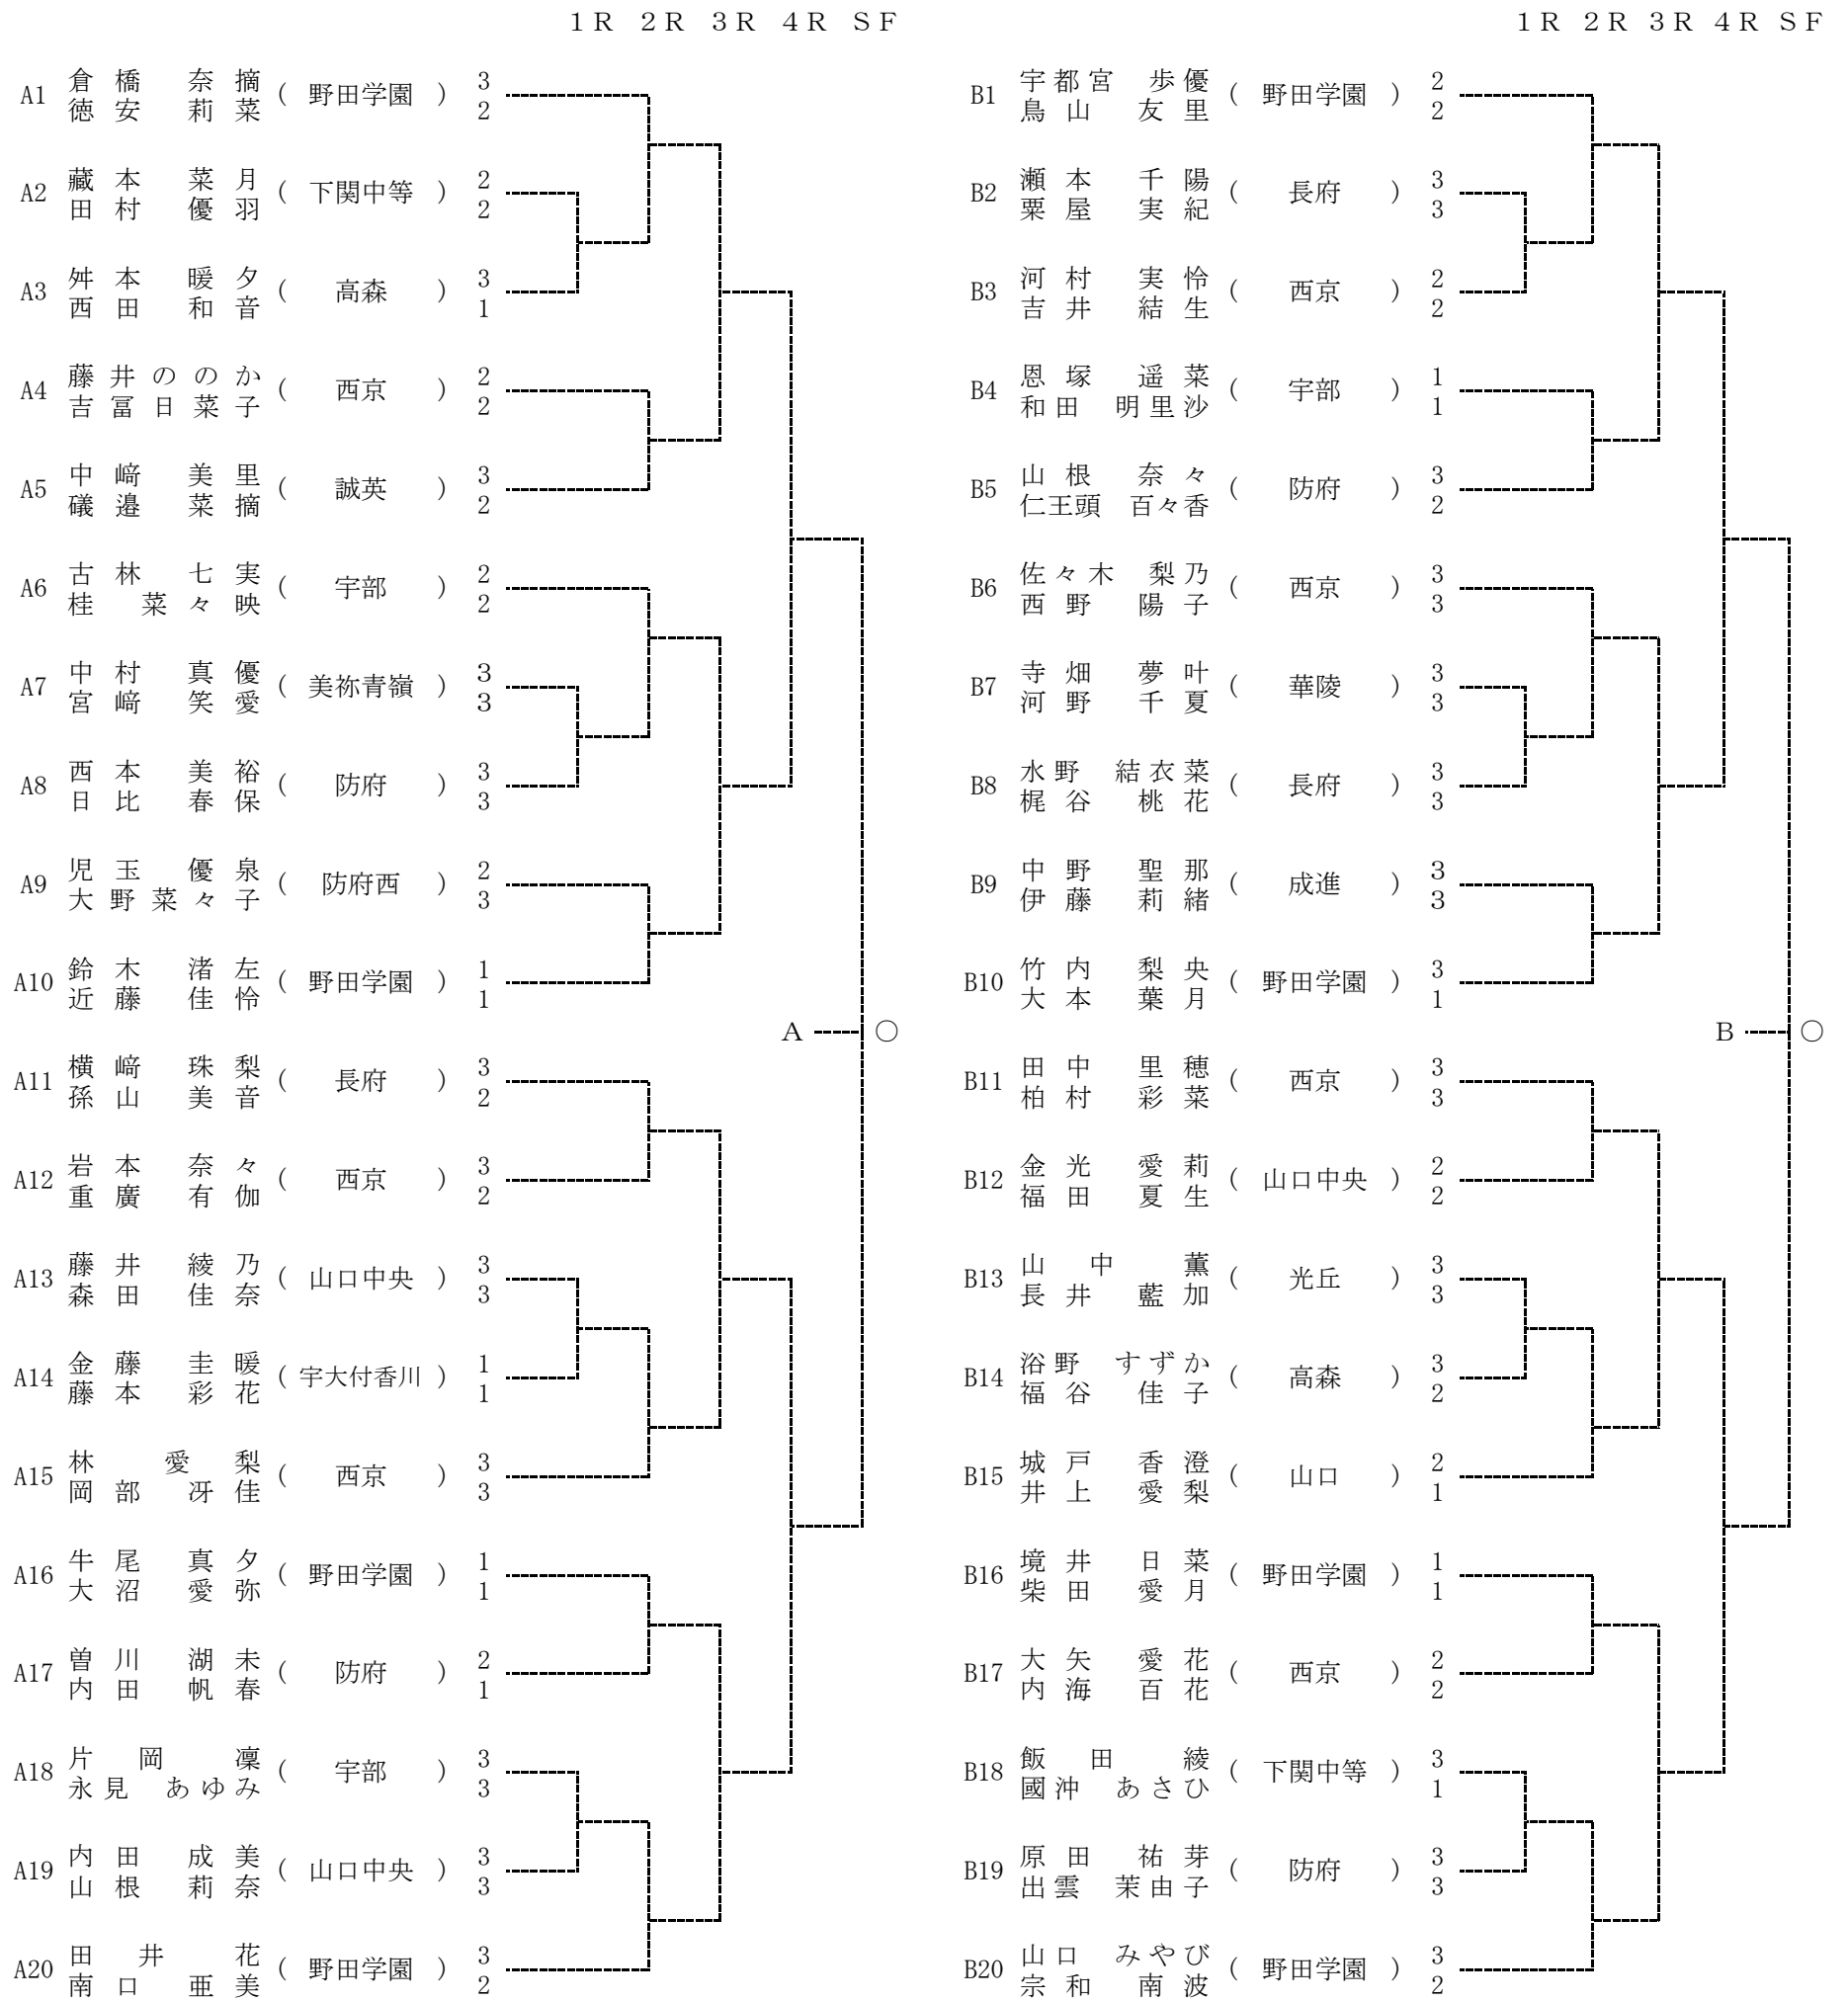 １Ｒ ２Ｒ ３Ｒ ４Ｒ ＳＦ
A1 倉橋 奈摘 ( 野田学園 ) 3
徳安 莉菜 2
A2 藏本 菜月 ( 下関中等 ) 2
田村 優羽 2
A3 舛本 暖夕 ( 高森 ) 3
西田 和音 1
A4 藤井ののか ( 西京 ) 2
吉冨日菜子 2
A5 中﨑 美里 ( 誠英 ) 3
礒邉 菜摘 2
A6 古林 七実 ( 宇部 ) 2
桂 菜々映 2
A7 中村 真優 ( 美祢青嶺 ) 3
宮﨑 笑愛 3
A8 西本 美裕 ( 防府 ) 3
日比 春保 3
A9 児玉 優泉 ( 防府西 ) 2
大野菜々子 3
A10 鈴木 渚左 ( 野田学園 ) 1
近藤 佳怜 1
A ○
A11 横﨑 珠梨 ( 長府 ) 3
孫山 美音 2
A12 岩本 奈々 ( 西京 ) 3
重廣 有伽 2
A13 藤井 綾乃 ( 山口中央 ) 3
森田 佳奈 3
A14 金藤 圭暖 ( 宇大付香川 ) 1
藤本 彩花 1
A15 林 愛梨 ( 西京 ) 3
岡部 冴佳 3
A16 牛尾 真夕 ( 野田学園 ) 1
大沼 愛弥 1
A17 曽川 湖未 ( 防府 ) 2
内田 帆春 1
A18 片岡 凜 ( 宇部 ) 3
永見 あゆみ 3
A19 内田 成美 ( 山口中央 ) 3
山根 莉奈 3
A20 田井 花 ( 野田学園 ) 3
南口 亜美 2
１Ｒ ２Ｒ ３Ｒ ４Ｒ ＳＦ
B1 宇都宮 歩優 ( 野田学園 ) 2
鳥山 友里 2
B2 瀬本 千陽 ( 長府 ) 3
粟屋 実紀 3
B3 河村 実怜 ( 西京 ) 2
吉井 結生 2
B4 恩塚 遥菜 ( 宇部 ) 1
和田 明里沙 1
B5 山根 奈々 ( 防府 ) 3
仁王頭 百々香 2
B6 佐々木 梨乃 ( 西京 ) 3
西野 陽子 3
B7 寺畑 夢叶 ( 華陵 ) 3
河野 千夏 3
B8 水野 結衣菜 ( 長府 ) 3
梶谷 桃花 3
B9 中野 聖那 ( 成進 ) 3
伊藤 莉緒 3
B10 竹内 梨央 ( 野田学園 ) 3
大本 葉月 1
B ○
B11 田中 里穂 ( 西京 ) 3
柏村 彩菜 3
B12 金光 愛莉 ( 山口中央 ) 2
福田 夏生 2
B13 山中 薫 ( 光丘 ) 3
長井 藍加 3
B14 浴野 すずか ( 高森 ) 3
福谷 佳子 2
B15 城戸 香澄 ( 山口 ) 2
井上 愛梨 1
B16 境井 日菜 ( 野田学園 ) 1
柴田 愛月 1
B17 大矢 愛花 ( 西京 ) 2
内海 百花 2
B18 飯田 綾 ( 下関中等 ) 3
國沖 あさひ 1
B19 原田 祐芽 ( 防府 ) 3
出雲 茉由子 3
B20 山口 みやび ( 野田学園 ) 3
宗和 南波 2